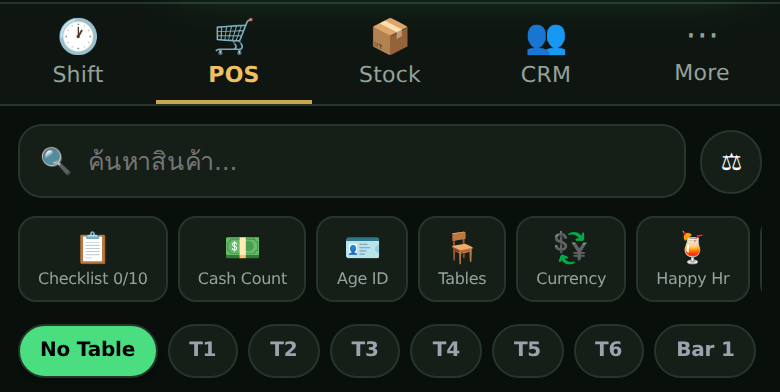 Shift POS Stock CRM More
ค้นหาสินค้า...
Checklist 0/10 Cash Count Age ID Tables Currency Happy Hr
No Table T1 T2 T3 T4 T5 T6 Bar 1